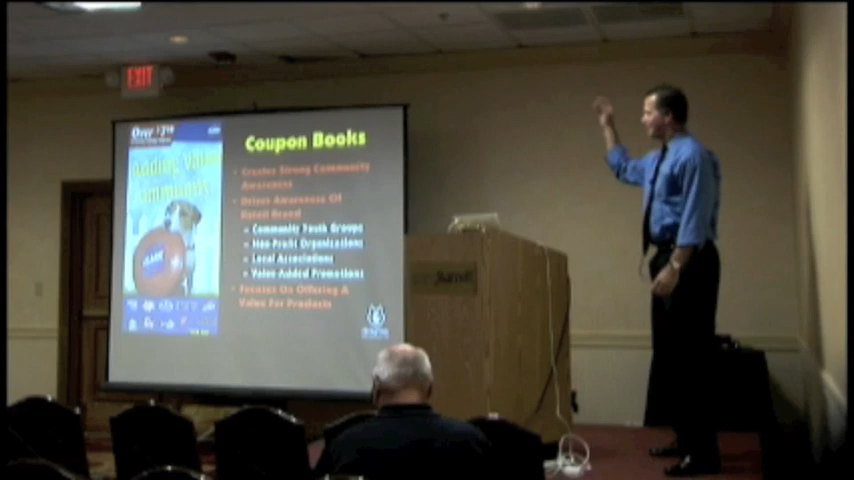 EXIT
Over
Coupon Books
Adding Value
Community
• Creates Strong Community
Awareness
• Drives Awareness Of
Retail Brand
– Community Youth Groups
– Non-Profit Organizations
– Local Associations
– Value-Added Promotions
• Focuses On Offering A
Value For Products
Marriott